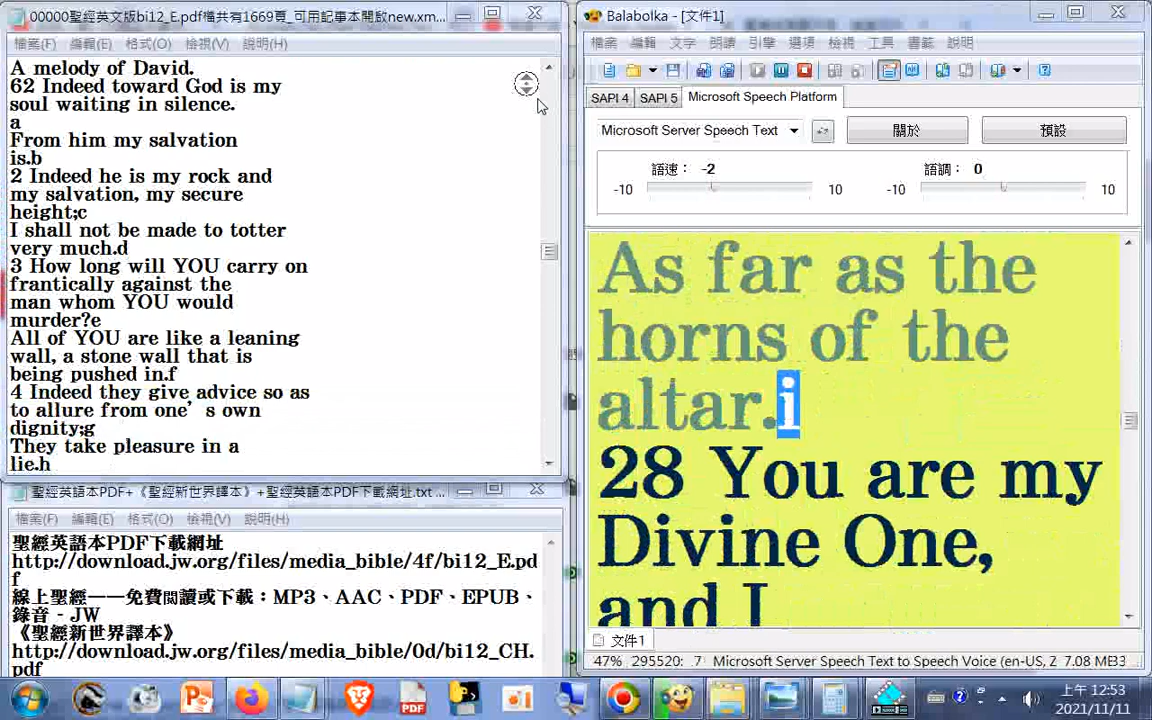 00000聖經英文版bi12_E.pdf檔共有1669頁_可用記事本開啟new.xm...
檔案(F) 編輯(E) 格式(O) 檢視(V) 說明(H)
A melody of David.
62 Indeed toward God is my
soul waiting in silence.
a
From him my salvation
is.b
2 Indeed he is my rock and
my salvation, my secure
height;c
I shall not be made to totter
very much.d
3 How long will YOU carry on
frantically against the
man whom YOU would
murder?e
All of YOU are like a leaning
wall, a stone wall that is
being pushed in.f
4 Indeed they give advice so as
to allure from one’s own
dignity;g
They take pleasure in a
lie.h
聖經英語本PDF+《聖經新世界譯本》+聖經英語本PDF下載網址.txt ...
檔案(F) 編輯(E) 格式(O) 檢視(V) 說明(H)
聖經英語本PDF下載網址
http://download.jw.org/files/media_bible/4f/bi12_E.pd
f
線上聖經——免費閱讀或下載：MP3、AAC、PDF、EPUB、
錄音 - JW
《聖經新世界譯本》
http://download.jw.org/files/media_bible/0d/bi12_CH.
pdf
Balabolka - [文件1]
檔案 編輯 文字 朗讀 引擎 選項 檢視 工具 書籤 說明
SAPI 4 SAPI 5 Microsoft Speech Platform
Microsoft Server Speech Text 關於 預設
語速： -2 語調： 0
-10 10 -10 10
As far as the
horns of the
altar.i
28 You are my
Divine One,
and I
文件1
47% 295520: 7 Microsoft Server Speech Text to Speech Voice (en-US, Z 7.08 MB
上午 12:53
2021/11/11